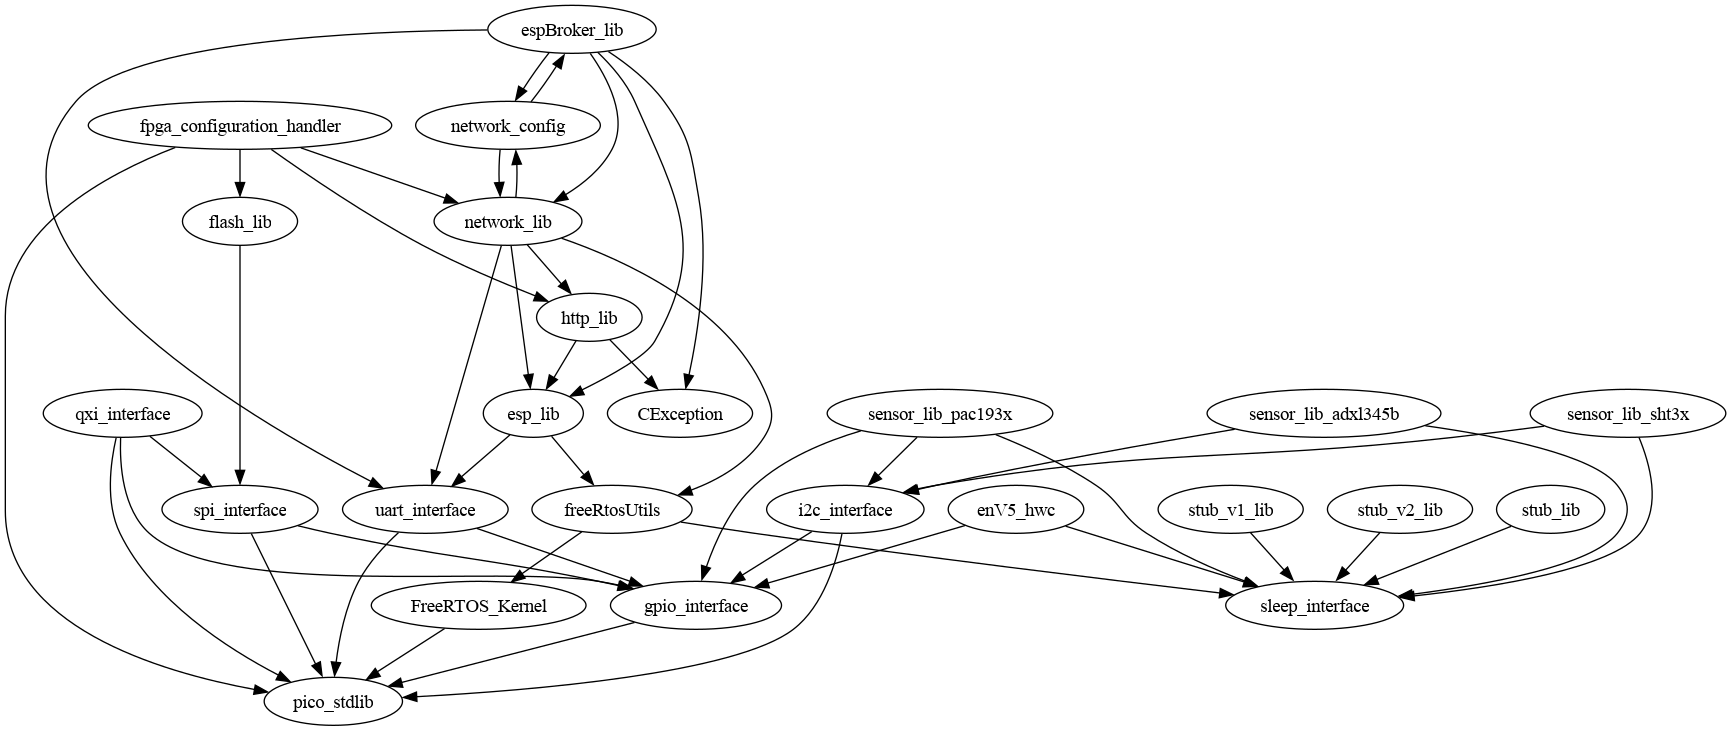 espBroker_lib
fpga_configuration_handler
network_config
flash_lib
network_lib
http_lib
qxi_interface
esp_lib
CException
sensor_lib_pac193x
sensor_lib_adxl345b
sensor_lib_sht3x
spi_interface
uart_interface
freeRtosUtils
i2c_interface
enV5_hwc
stub_v1_lib
stub_v2_lib
stub_lib
FreeRTOS_Kernel
gpio_interface
sleep_interface
pico_stdlib